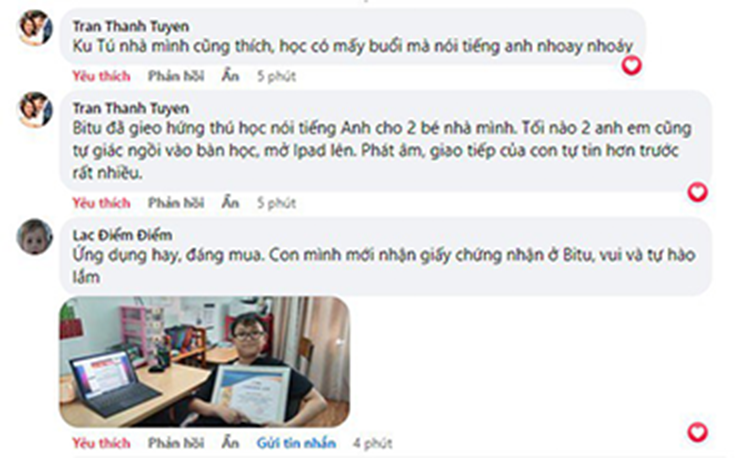 Tran Thanh Tuyen
Ku Tú nhà mình cũng thích, học có mấy buổi mà nói tiếng anh nhoay nhoáy
Yêu thích Phản hồi Ẩn 5 phút
Tran Thanh Tuyen
Bitu đã gieo hứng thú học nói tiếng Anh cho 2 bé nhà mình. Tối nào 2 anh em cũng
tự giác ngồi vào bàn học, mở Ipad lên. Phát âm, giao tiếp của con tự tin hơn trước
rất nhiều.
Yêu thích Phản hồi Ẩn 5 phút
Lac Điểm Điểm
Ứng dụng hay, đáng mua. Con mình mới nhận giấy chứng nhận ở Bitu, vui và tự hào
lắm
Yêu thích Phản hồi Ẩn Gửi tin nhắn 4 phút